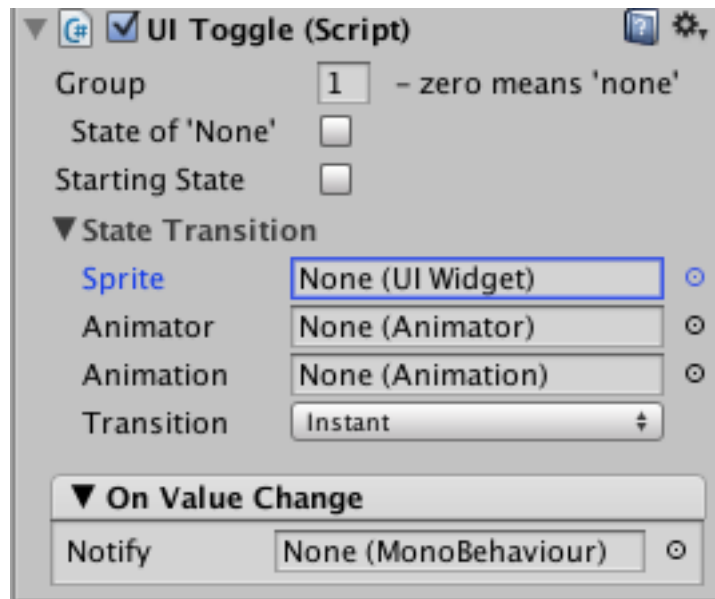 UI Toggle (Script)
Group 1 – zero means 'none'
State of 'None'
Starting State
State Transition
Sprite None (UI Widget)
Animator None (Animator)
Animation None (Animation)
Transition Instant
On Value Change
Notify None (MonoBehaviour)